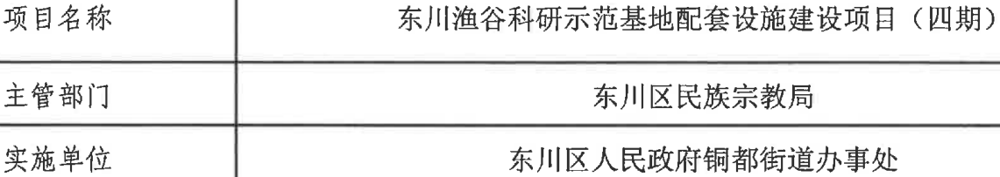 项目名称 东川渔谷科研示范基地配套设施建设项目（四期）
主管部门 东川区民族宗教局
实施单位 东川区人民政府铜都街道办事处